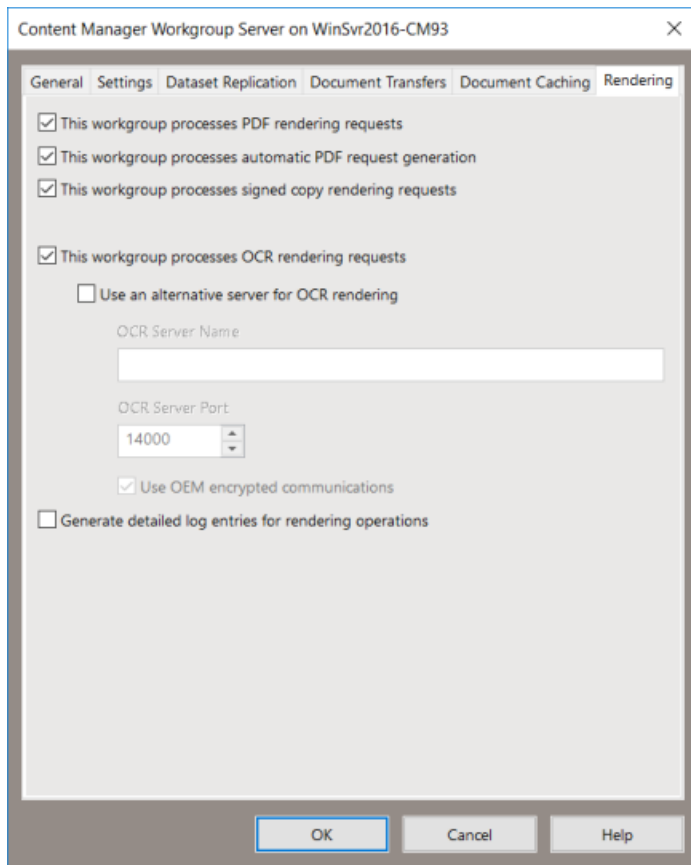 Content Manager Workgroup Server on WinSvr2016-CM93
General Settings Dataset Replication Document Transfers Document Caching Rendering
This workgroup processes PDF rendering requests
This workgroup processes automatic PDF request generation
This workgroup processes signed copy rendering requests
This workgroup processes OCR rendering requests
Use an alternative server for OCR rendering
OCR Server Name
OCR Server Port
14000
Use OEM encrypted communications
Generate detailed log entries for rendering operations
OK Cancel Help